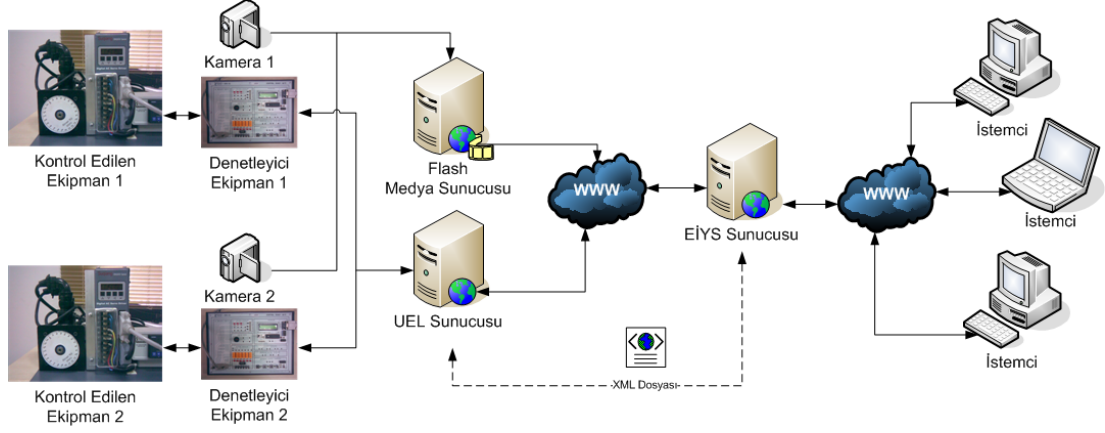 Kamera 1
Kontrol Edilen
Ekipman 1
Denetleyici
Ekipman 1
Flash
Medya Sunucusu
Kamera 2
UEL Sunucusu
Kontrol Edilen
Ekipman 2
Denetleyici
Ekipman 2
WWW
EİYS Sunucusu
XML Dosyası
WWW
İstemci
İstemci
İstemci